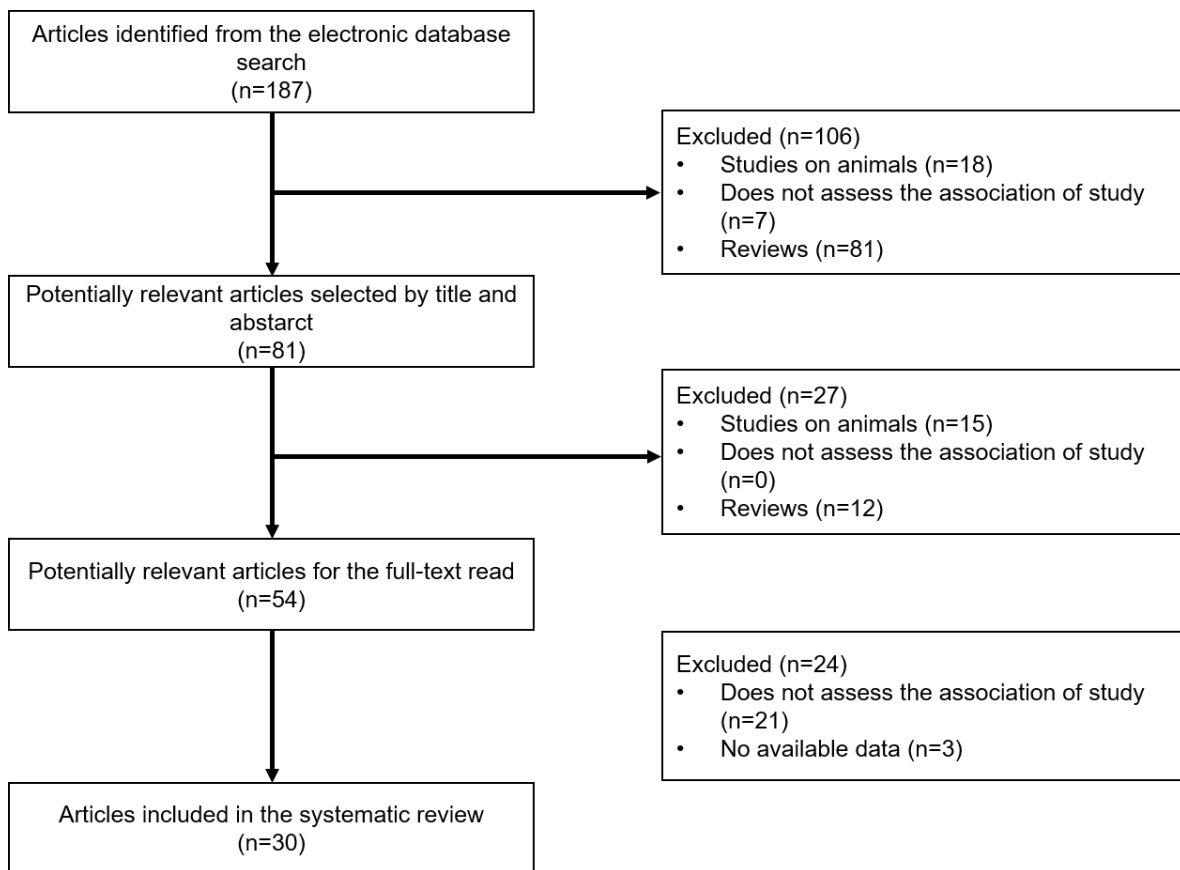 Articles identified from the electronic database
search
(n=187)
Excluded (n=106)
• Studies on animals (n=18)
• Does not assess the association of study
(n=7)
• Reviews (n=81)
Potentially relevant articles selected by title and
abstarct
(n=81)
Excluded (n=27)
• Studies on animals (n=15)
• Does not assess the association of study
(n=0)
• Reviews (n=12)
Potentially relevant articles for the full-text read
(n=54)
Excluded (n=24)
• Does not assess the association of study
(n=21)
• No available data (n=3)
Articles included in the systematic review
(n=30)